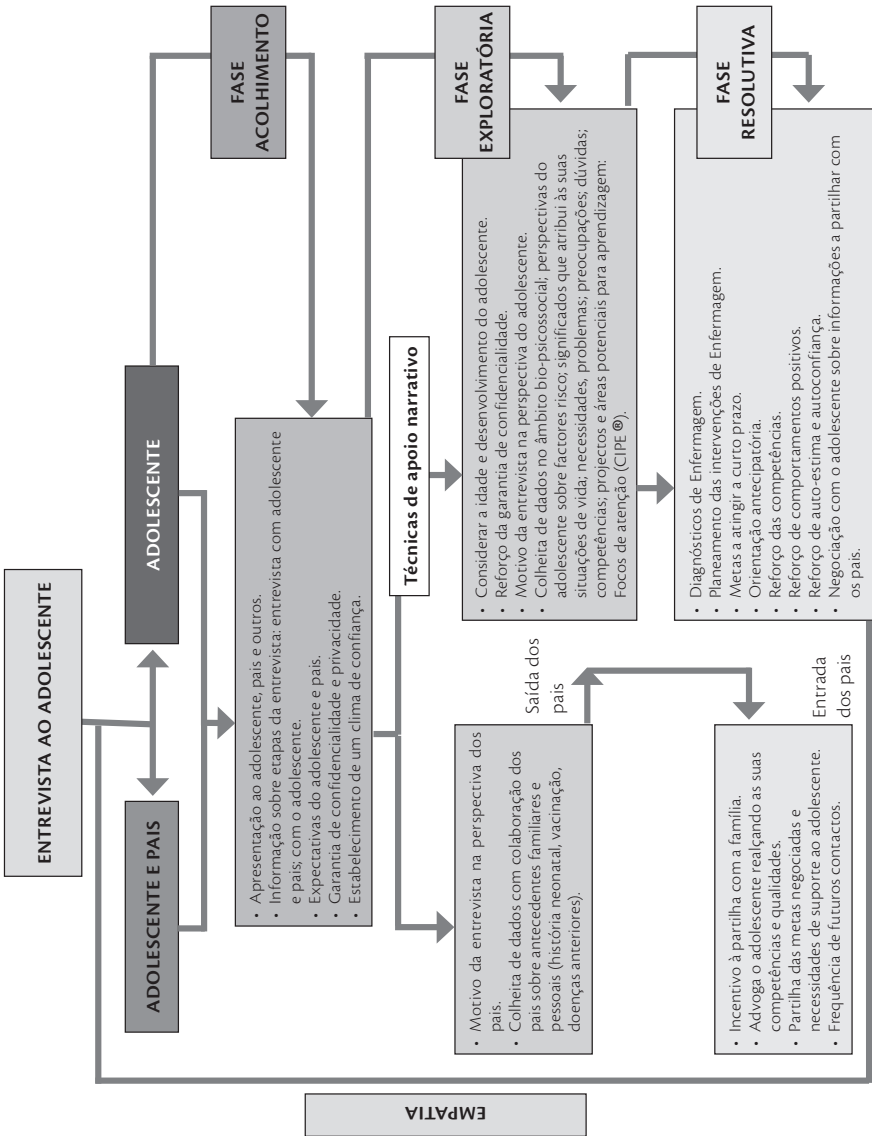 ENTREVISTA AO ADOLESCENTE
ADOLESCENTE E PAIS
ADOLESCENTE
FASE
ACOLHIMENTO
• Apresentação ao adolescente, pais e outros.
• Informação sobre etapas da entrevista: entrevista com adolescente
e pais; com o adolescente.
• Expectativas do adolescente e pais.
• Garantia de confidencialidade e privacidade.
• Estabelecimento de um clima de confiança.
Técnicas de apoio narrativo
• Motivo da entrevista na perspectiva dos
pais.
• Colheita de dados com colaboração dos
pais sobre antecedentes familiares e
pessoais (história neonatal, vacinação,
doenças anteriores).
Saída dos
pais
FASE
EXPLORATÓRIA
• Considerar a idade e desenvolvimento do adolescente.
• Reforço da garantia de confidencialidade.
• Motivo da entrevista na perspectiva do adolescente.
• Colheita de dados no âmbito bio-psicossocial; perspectivas do
adolescente sobre factores risco; significados que atribui às suas
situações de vida; necessidades, problemas; preocupações; dúvidas;
competências; projectos e áreas potenciais para aprendizagem:
Focos de atenção (CIPE ®).
• Incentivo à partilha com a família.
• Advoga o adolescente realçando as suas
competências e qualidades.
• Partilha das metas negociadas e
necessidades de suporte ao adolescente.
• Frequência de futuros contactos.
Entrada
dos pais
FASE
RESOLUTIVA
• Diagnósticos de Enfermagem.
• Planeamento das intervenções de Enfermagem.
• Metas a atingir a curto prazo.
• Orientação antecipatória.
• Reforço das competências.
• Reforço de comportamentos positivos.
• Reforço de auto-estima e autoconfiança.
• Negociação com o adolescente sobre informações a partilhar com
os pais.
EMPATIA